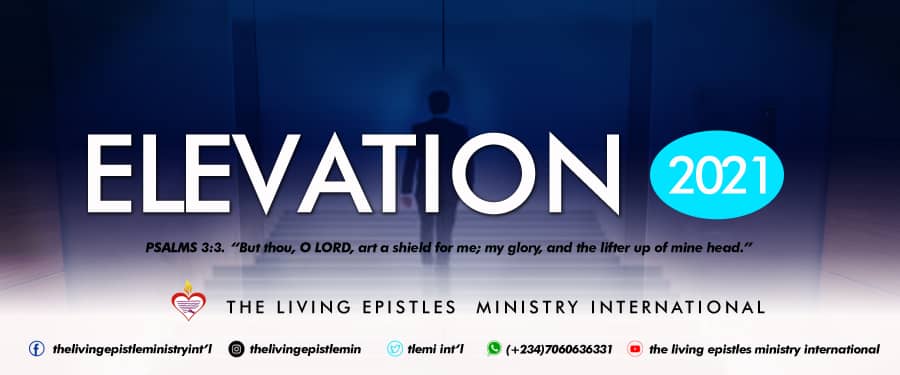 ELEVATION 2021
PSALMS 3:3. “But thou, O LORD, art a shield for me; my glory, and the lifter up of mine head.”
THE LIVING EPISTLES MINISTRY INTERNATIONAL
thelivingepistleministryint’l thelivingepistlemin tlemi int’l (+234)7060636331 the living epistles ministry international